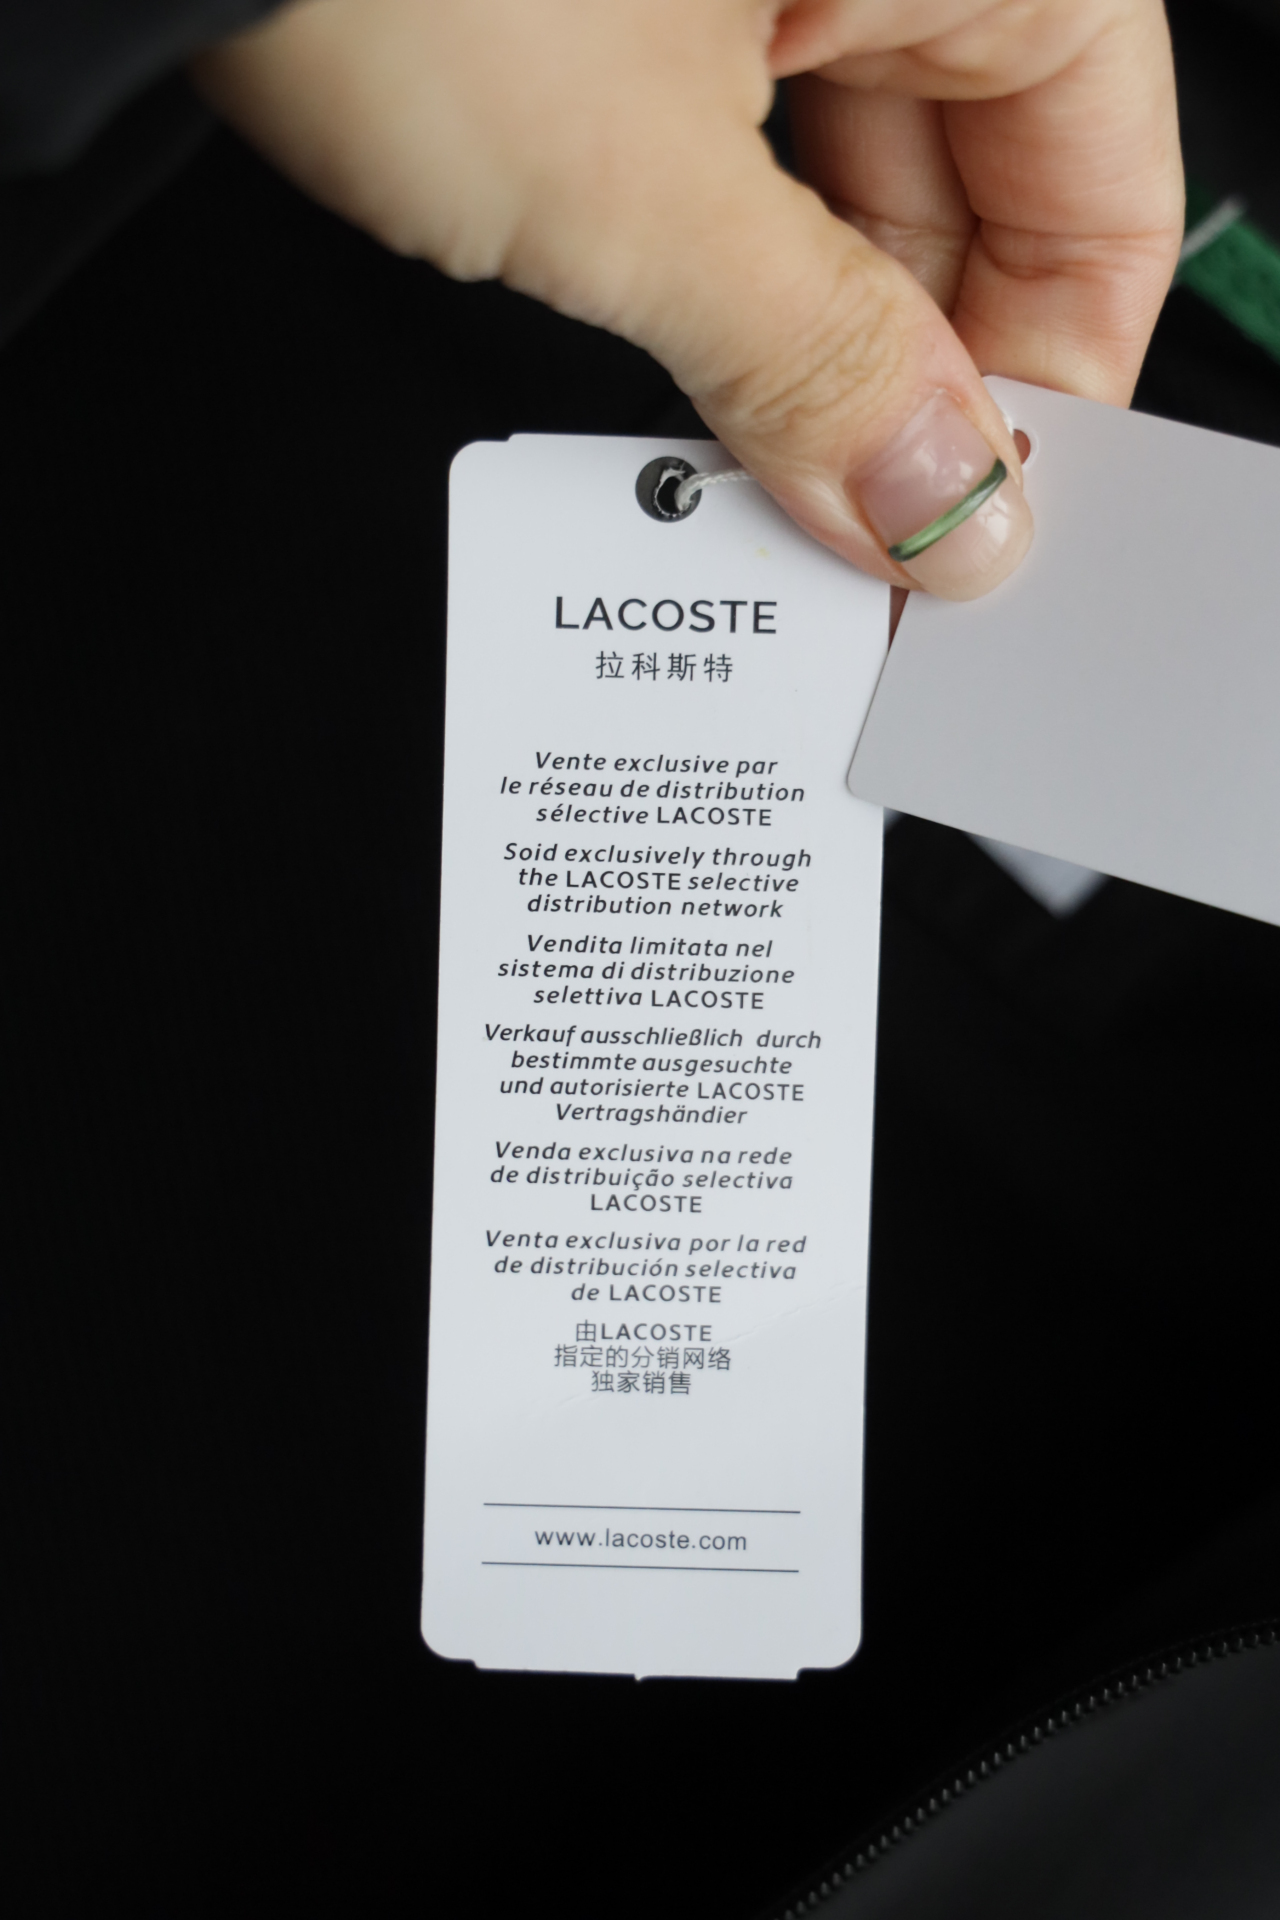 LACOSTE
拉科斯特
Vente exclusive par
le réseau de distribution
sélective LACOSTE
Soid exclusively through
the LACOSTE selective
distribution network
Vendita limitata nel
sistema di distribuzione
selettiva LACOSTE
Verkauf ausschließlich durch
bestimmte ausgesuchte
und autorisierte LACOSTE
Vertragshändier
Venda exclusiva na rede
de distribuição selectiva
LACOSTE
Venta exclusiva por la red
de distribución selectiva
de LACOSTE
由LACOSTE
指定的分销网络
独家销售
www.lacoste.com